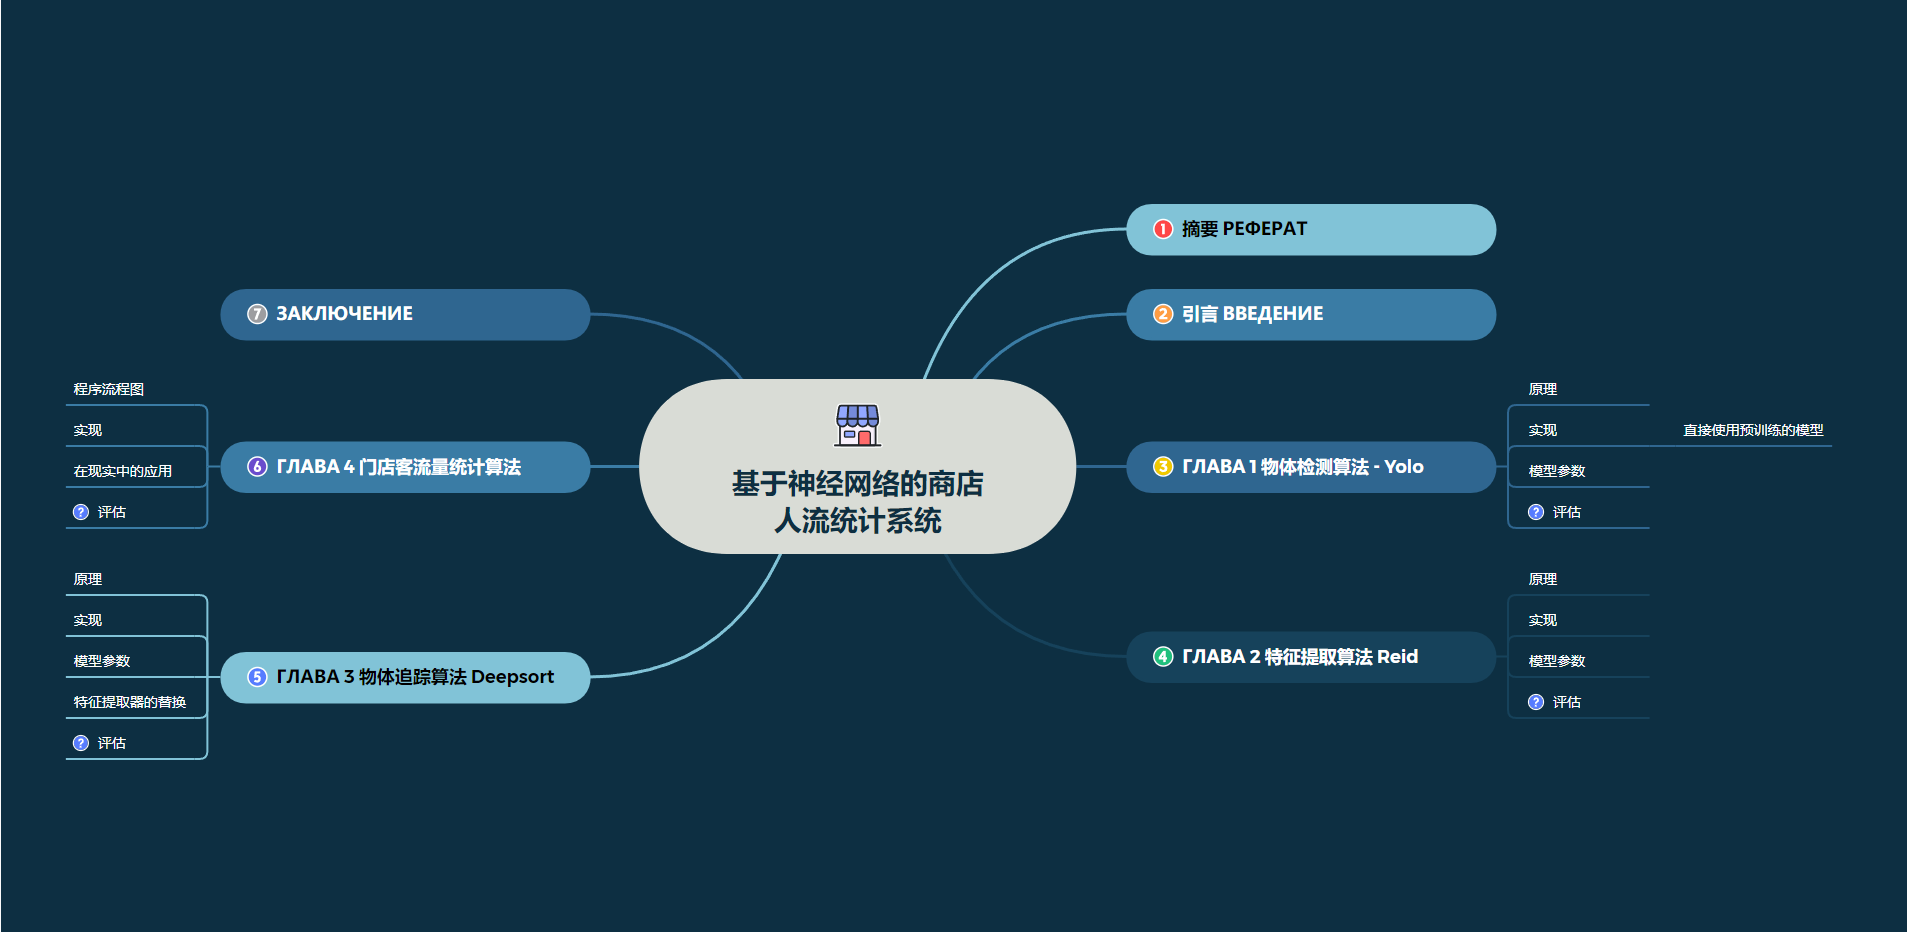 基于神经网络的商店
人流统计系统
1 摘要 РЕФЕРАТ
2 引言 ВВЕДЕНИЕ
3 ГЛАВА 1 物体检测算法 - Yolo
原理
实现
直接使用预训练的模型
模型参数
? 评估
4 ГЛАВА 2 特征提取算法 Reid
原理
实现
模型参数
? 评估
5 ГЛАВА 3 物体追踪算法 Deepsort
原理
实现
模型参数
特征提取器的替换
? 评估
6 ГЛАВА 4 门店客流量统计算法
程序流程图
实现
在现实中的应用
? 评估
7 ЗАКЛЮЧЕНИЕ